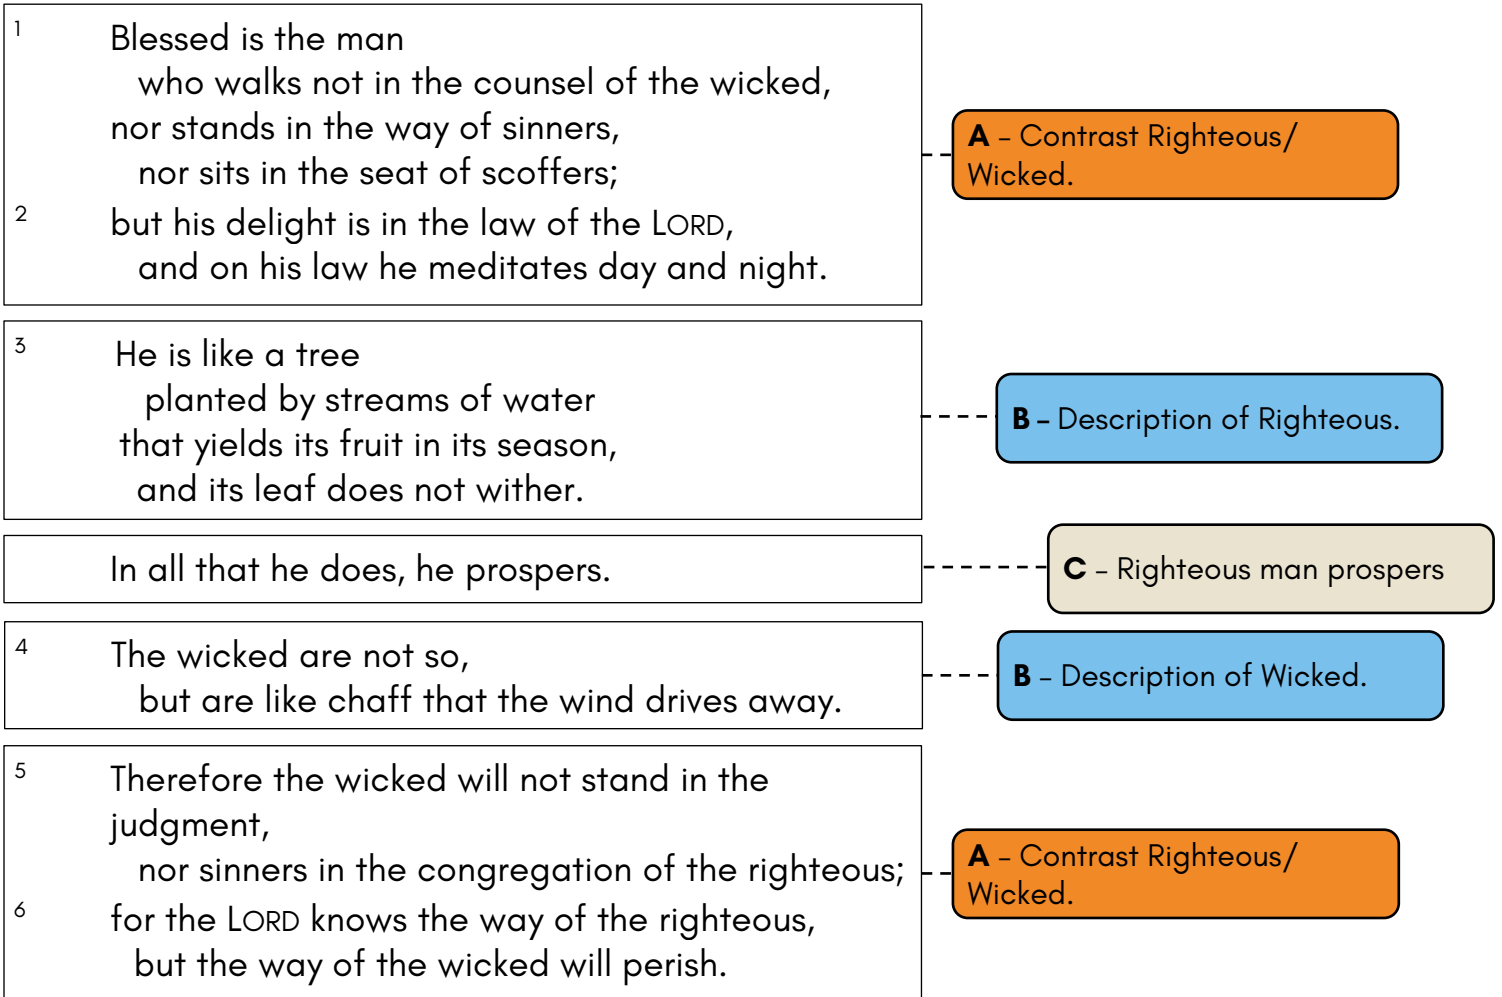 1 Blessed is the man
who walks not in the counsel of the wicked,
nor stands in the way of sinners,
nor sits in the seat of scoffers;
2 but his delight is in the law of the LORD,
and on his law he meditates day and night.
A – Contrast Righteous/
Wicked.
3 He is like a tree
planted by streams of water
that yields its fruit in its season,
and its leaf does not wither.
B – Description of Righteous.
In all that he does, he prospers.
C – Righteous man prospers
4 The wicked are not so,
but are like chaff that the wind drives away.
B – Description of Wicked.
5 Therefore the wicked will not stand in the
judgment,
nor sinners in the congregation of the righteous;
6 for the LORD knows the way of the righteous,
but the way of the wicked will perish.
A – Contrast Righteous/
Wicked.